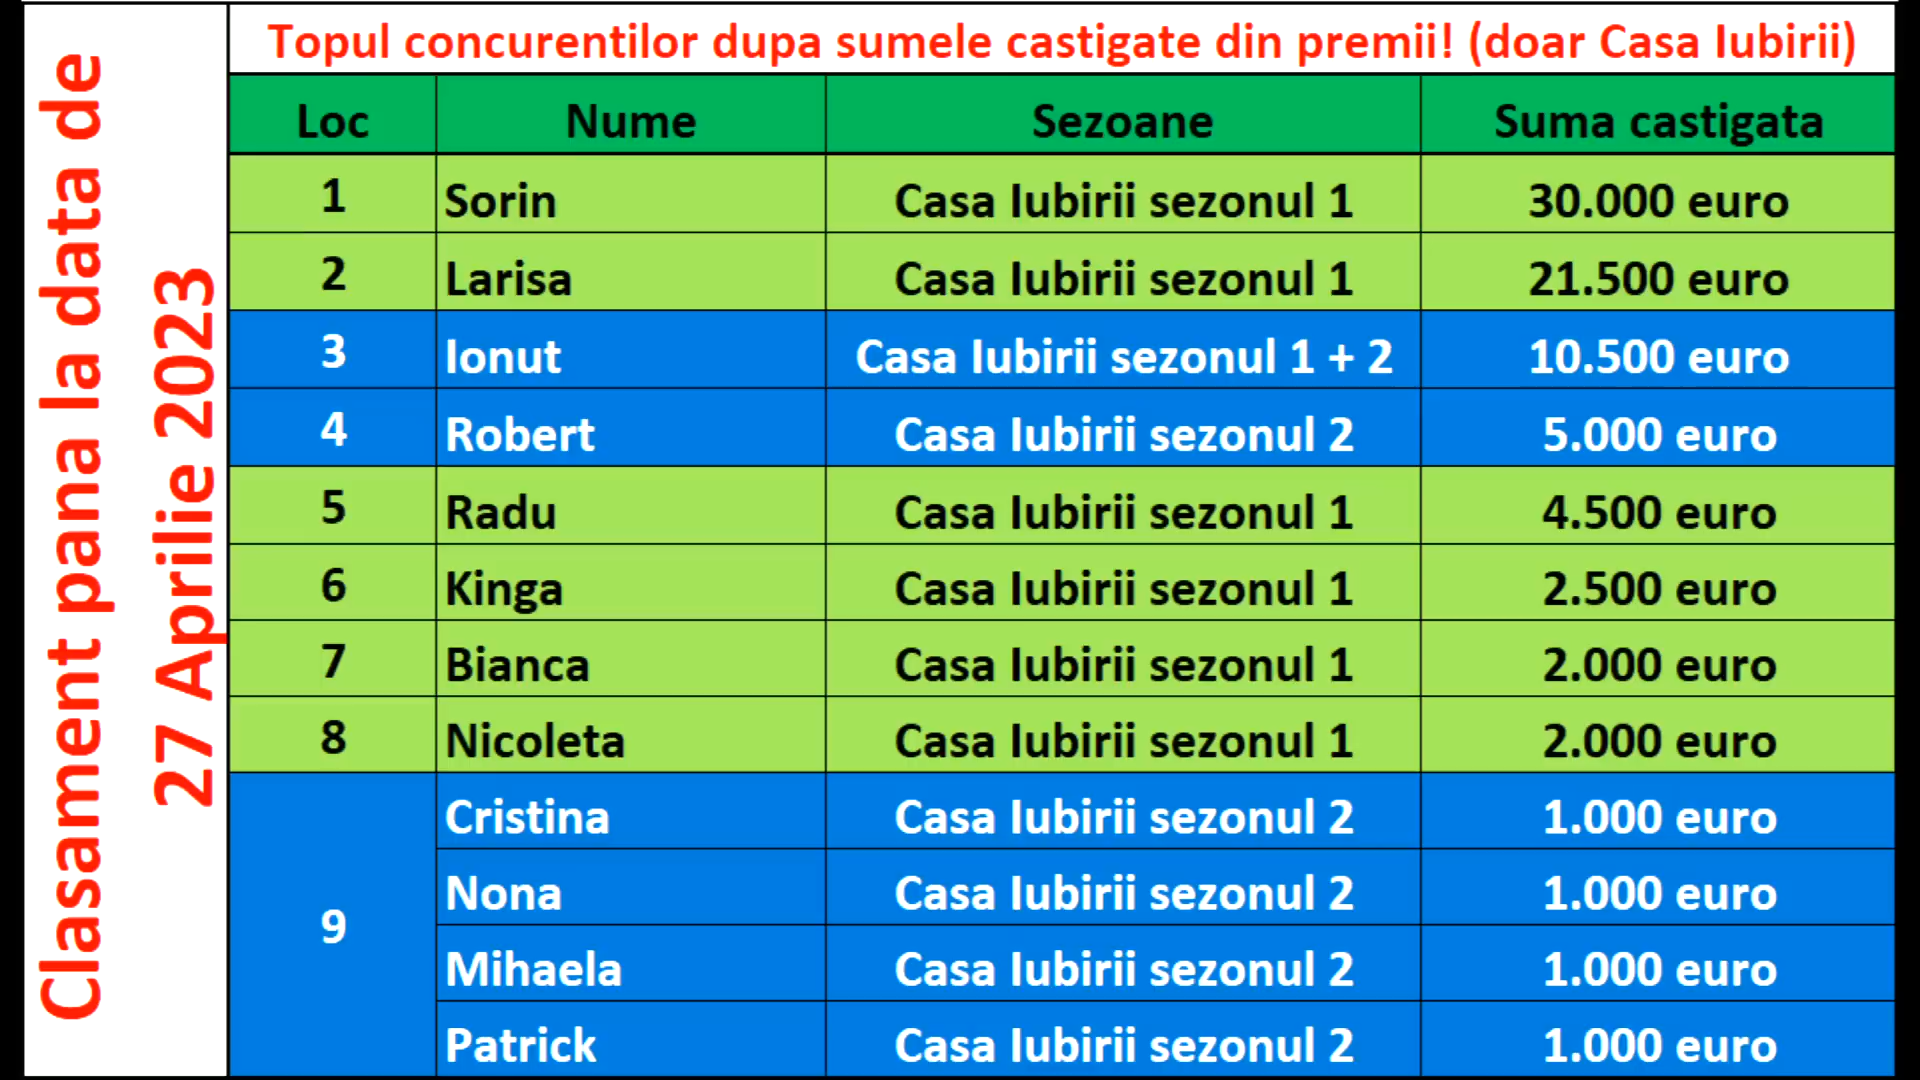 Clasament pana la data de
27 Aprilie 2023
Topul concurentilor dupa sumele castigate din premii! (doar Casa Iubirii)
Loc Nume Sezoane Suma castigata
1 Sorin Casa Iubirii sezonul 1 30.000 euro
2 Larisa Casa Iubirii sezonul 1 21.500 euro
3 Ionut Casa Iubirii sezonul 1 + 2 10.500 euro
4 Robert Casa Iubirii sezonul 2 5.000 euro
5 Radu Casa Iubirii sezonul 1 4.500 euro
6 Kinga Casa Iubirii sezonul 1 2.500 euro
7 Bianca Casa Iubirii sezonul 1 2.000 euro
8 Nicoleta Casa Iubirii sezonul 1 2.000 euro
9 Cristina Casa Iubirii sezonul 2 1.000 euro
Nona Casa Iubirii sezonul 2 1.000 euro
Mihaela Casa Iubirii sezonul 2 1.000 euro
Patrick Casa Iubirii sezonul 2 1.000 euro